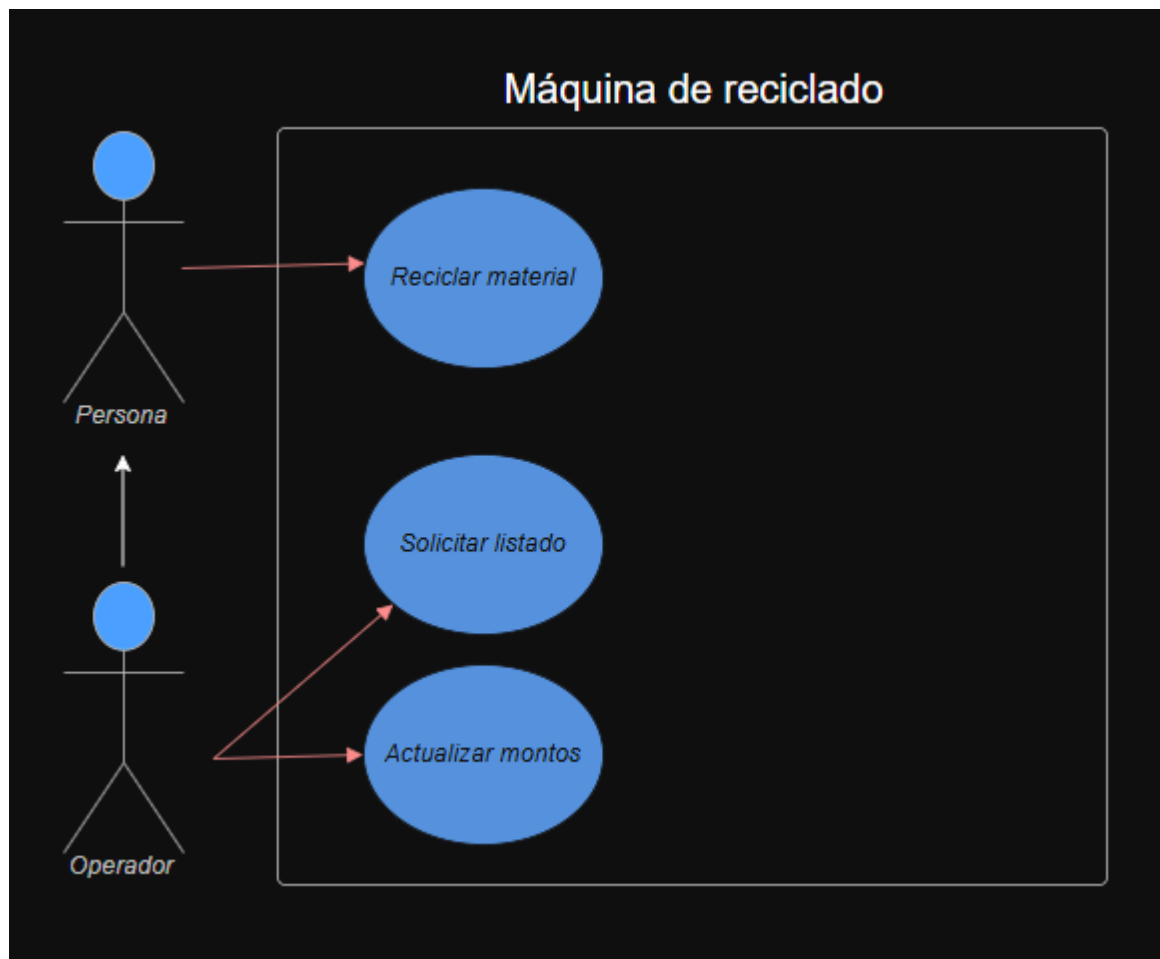 Máquina de reciclado
Reciclar material
Persona
Solicitar listado
Actualizar montos
Operador